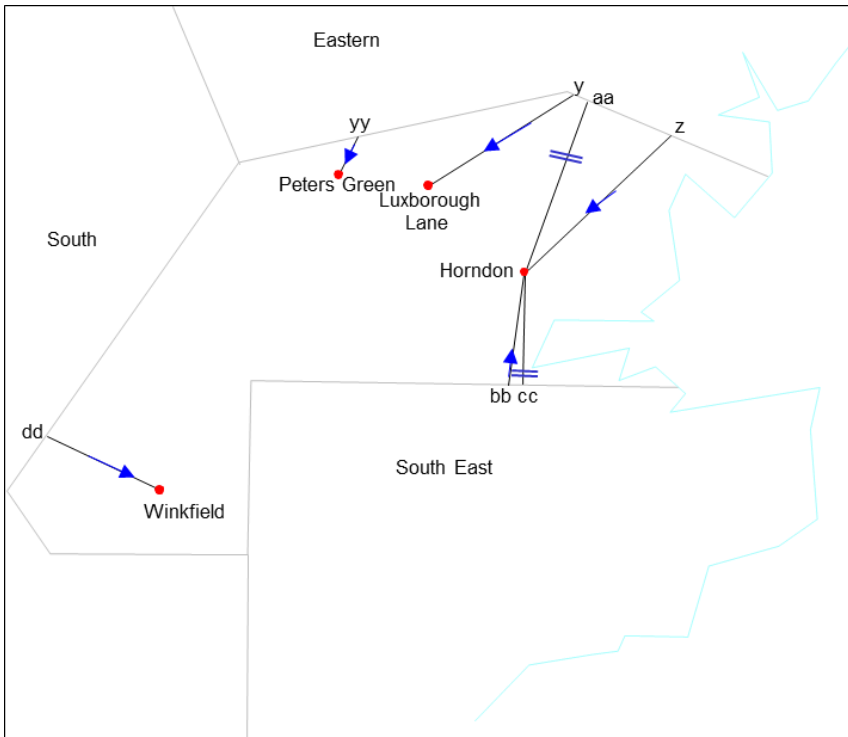 Eastern
y
aa
yy
z
Peters Green
Luxborough
Lane
South
Horndon
bb cc
dd
South East
Winkfield